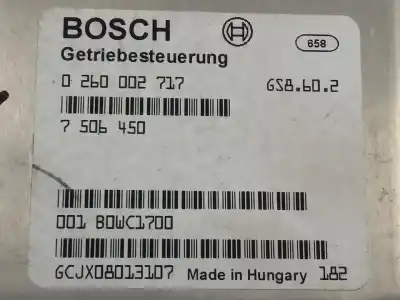 BOSCH
658
Getriebesteuerung
0 260 002 717 GS8.60.2
7 506 450
001 B0WC1700
GCJX08013107 Made in Hungary 182